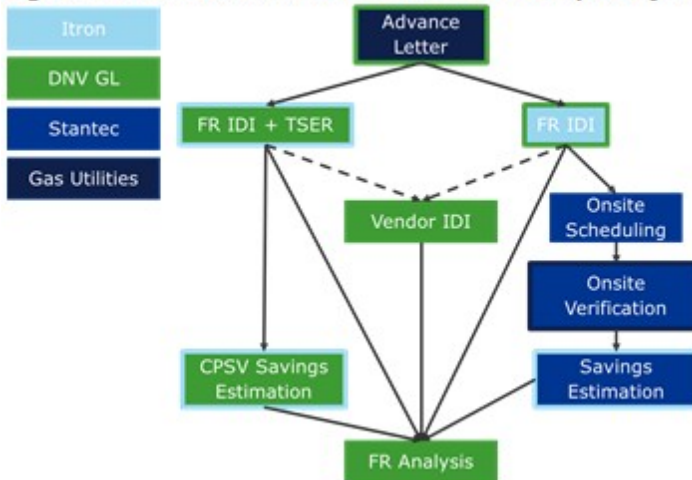 Itron
DNV GL
Stantec
Gas Utilities
Advance
Letter
FR IDI + TSER
FR IDI
Vendor IDI
Onsite
Scheduling
Onsite
Verification
CPSV Savings
Estimation
Savings
Estimation
FR Analysis